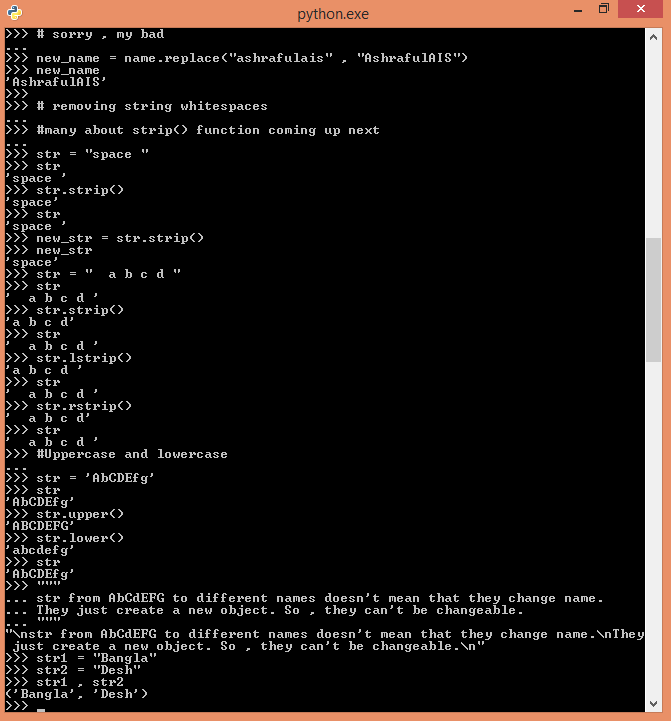 python.exe
>>> # sorry , my bad
...
>>> new_name = name.replace("ashrafulais" , "AshrafulAIS")
>>> new_name
'AshrafulAIS'
>>>
>>> # removing string whitespaces
...
>>> #many about strip() function coming up next
...
>>> str = "space "
>>> str
'space '
>>> str.strip()
'space'
>>> str
'space '
>>> new_str = str.strip()
>>> new_str
'space'
>>> str = "  a b c d "
>>> str
'  a b c d '
>>> str.strip()
'a b c d'
>>> str
'  a b c d '
>>> str.lstrip()
'a b c d '
>>> str
'  a b c d '
>>> str.rstrip()
'  a b c d'
>>> str
'  a b c d '
>>> #Uppercase and lowercase
...
>>> str = 'AbCDEfg'
>>> str
'AbCDEfg'
>>> str.upper()
'ABCDEFG'
>>> str.lower()
'abcdefg'
>>> str
'AbCDEfg'
>>> """
... str from AbCdEFG to different names doesn't mean that they change name.
... They just create a new object. So , they can't be changeable.
... """
"\nstr from AbCdEFG to different names doesn't mean that they change name.\nThey
 just create a new object. So , they can't be changeable.\n"
>>> str1 = "Bangla"
>>> str2 = "Desh"
>>> str1 , str2
('Bangla', 'Desh')
>>> _